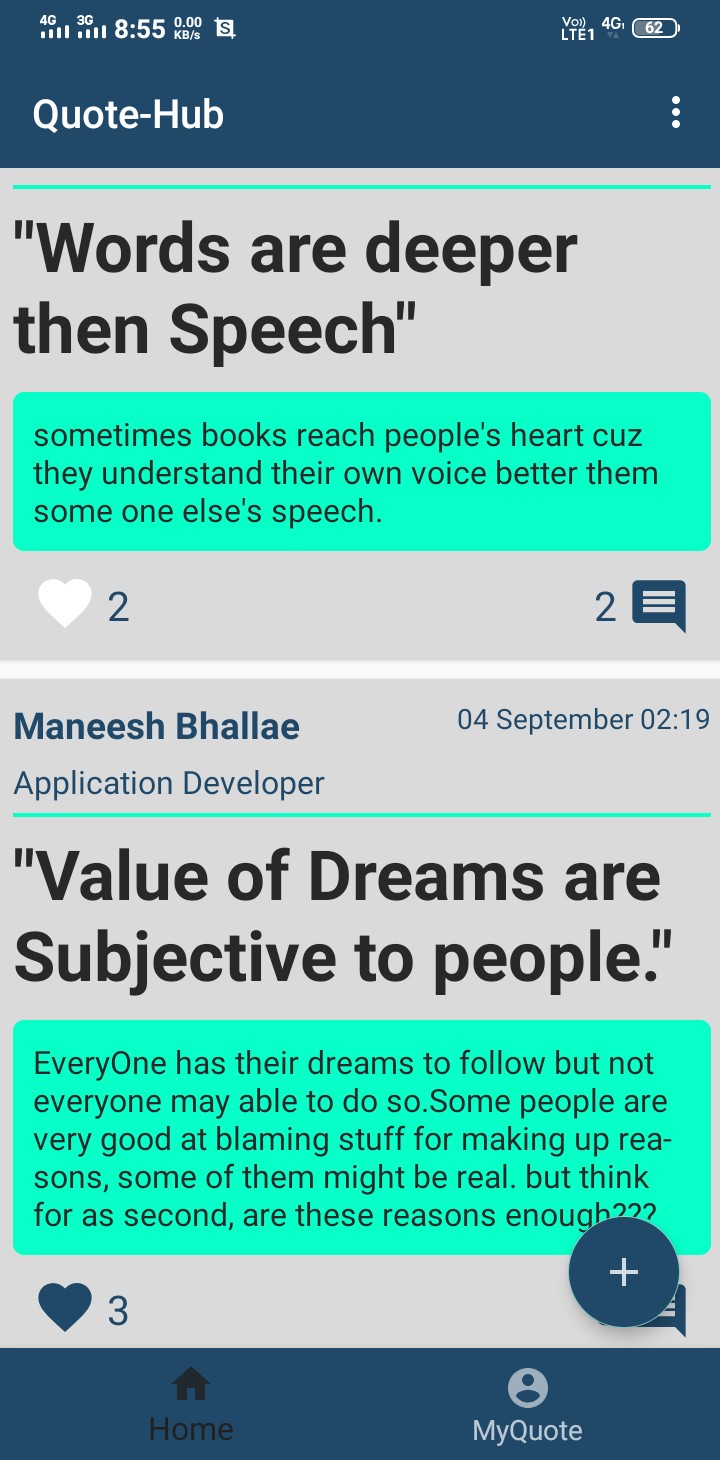 4G 3G 8:55 0.00 KB/s S Vo)) LTE1 4G 62
Quote-Hub
"Words are deeper
then Speech"
sometimes books reach people's heart cuz
they understand their own voice better them
some one else's speech.
2 2
Maneesh Bhallae 04 September 02:19
Application Developer
"Value of Dreams are
Subjective to people."
EveryOne has their dreams to follow but not
everyone may able to do so.Some people are
very good at blaming stuff for making up rea-
sons, some of them might be real. but think
for as second, are these reasons enough???
3
Home MyQuote